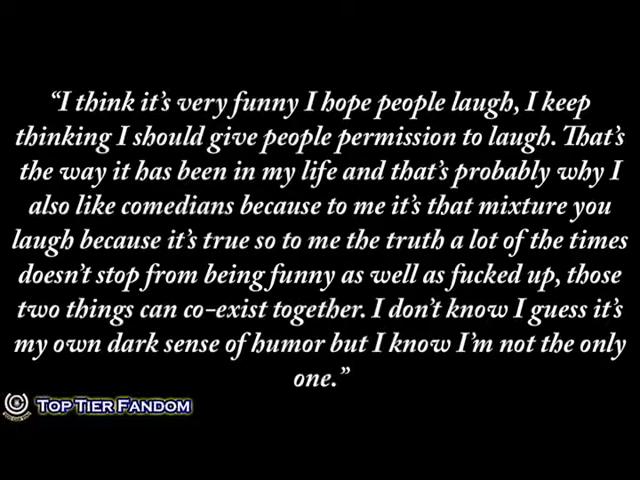 “I think it’s very funny I hope people laugh, I keep
thinking I should give people permission to laugh. That’s
the way it has been in my life and that’s probably why I
also like comedians because to me it’s that mixture you
laugh because it’s true so to me the truth a lot of the times
doesn’t stop from being funny as well as fucked up, those
two things can co-exist together. I don’t know I guess it’s
my own dark sense of humor but I know I’m not the only
one.”
Top Tier Fandom